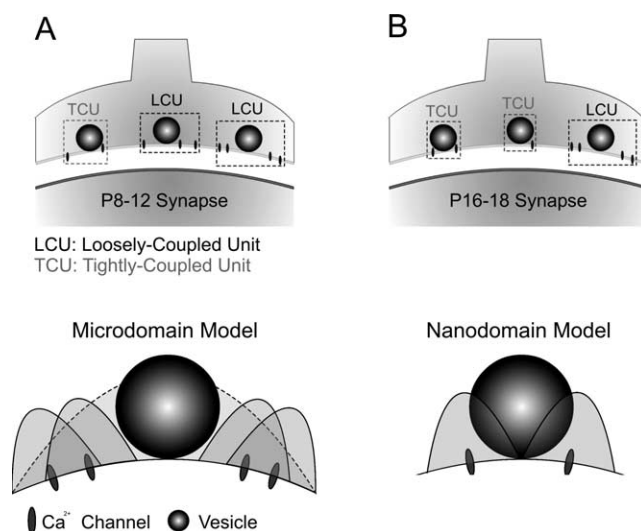 A
B
TCU
LCU
LCU
TCU
TCU
LCU
P8-12 Synapse
P16-18 Synapse
LCU: Loosely-Coupled Unit
TCU: Tightly-Coupled Unit
Microdomain Model
Nanodomain Model
Ca²⁺ Channel
Vesicle